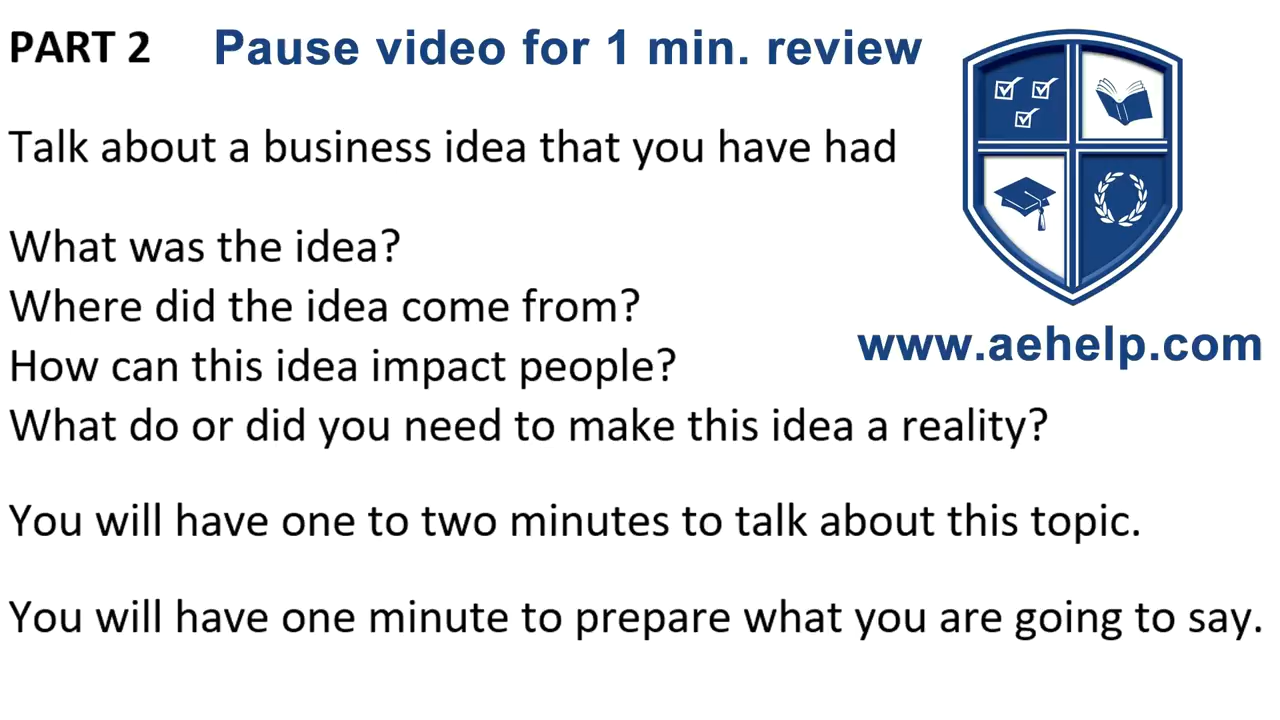 PART 2 Pause video for 1 min. review
Talk about a business idea that you have had
What was the idea?
Where did the idea come from?
How can this idea impact people?
www.aehelp.com
What do or did you need to make this idea a reality?
You will have one to two minutes to talk about this topic.
You will have one minute to prepare what you are going to say.